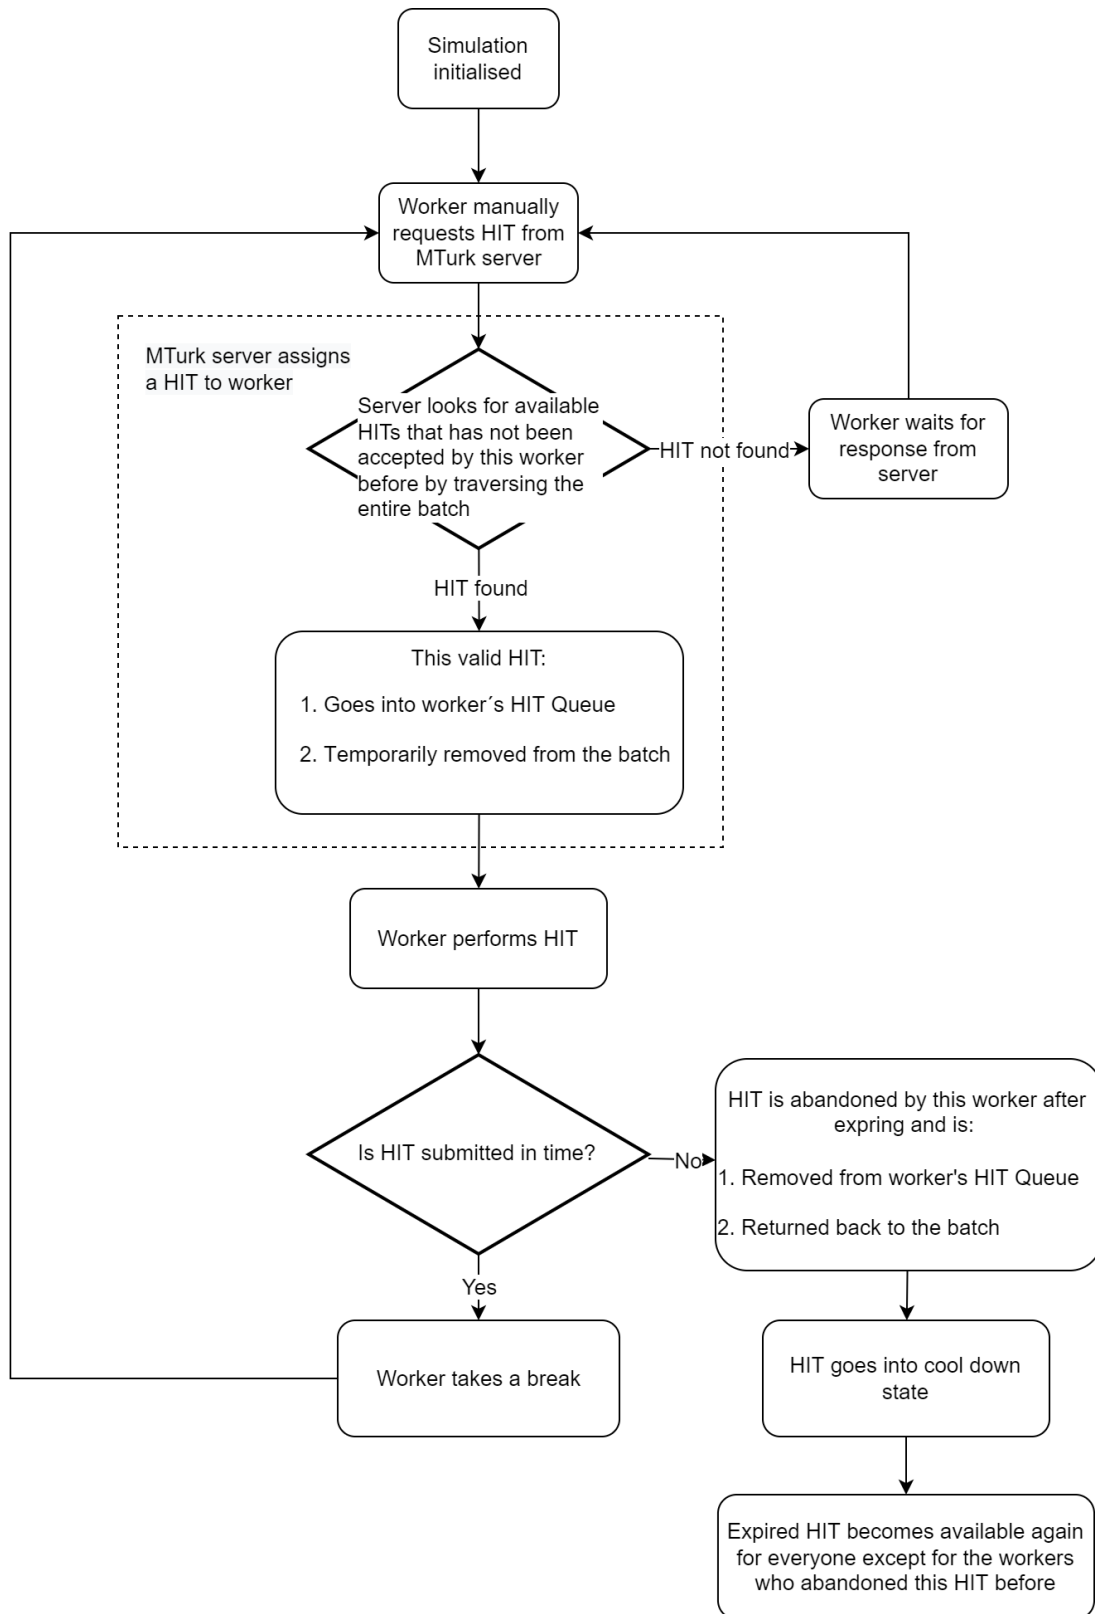 Simulation
initialised
Worker manually
requests HIT from
MTurk server
MTurk server assigns
a HIT to worker
Server looks for available
HITs that has not been
accepted by this worker
before by traversing the
entire batch
HIT not found
Worker waits for
response from
server
HIT found
This valid HIT:
1. Goes into worker´s HIT Queue
2. Temporarily removed from the batch
Worker performs HIT
Is HIT submitted in time?
No
HIT is abandoned by this worker after
expring and is:
1. Removed from worker's HIT Queue
2. Returned back to the batch
Yes
Worker takes a break
HIT goes into cool down
state
Expired HIT becomes available again
for everyone except for the workers
who abandoned this HIT before